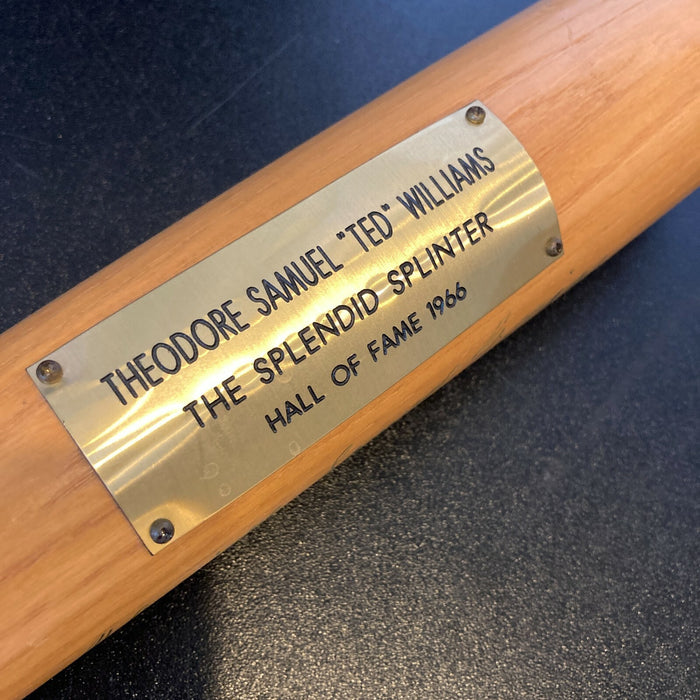 THEODORE SAMUEL "TED" WILLIAMS
THE SPLENDID SPLINTER
HALL OF FAME 1966